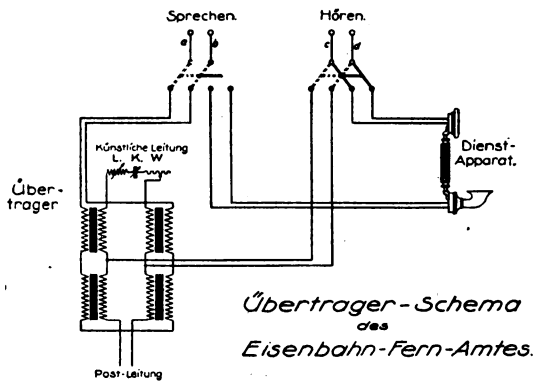 Sprechen. Hören.
a b c d
Künstliche Leitung
L. K. W
Dienst-
Apparat.
Über-
trager
Übertrager-Schema
des
Eisenbahn-Fern-Amtes.
Post-Leitung